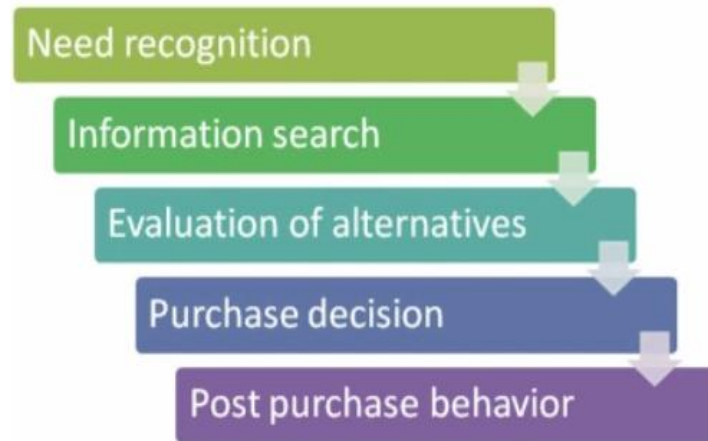 Need recognition
Information search
Evaluation of alternatives
Purchase decision
Post purchase behavior